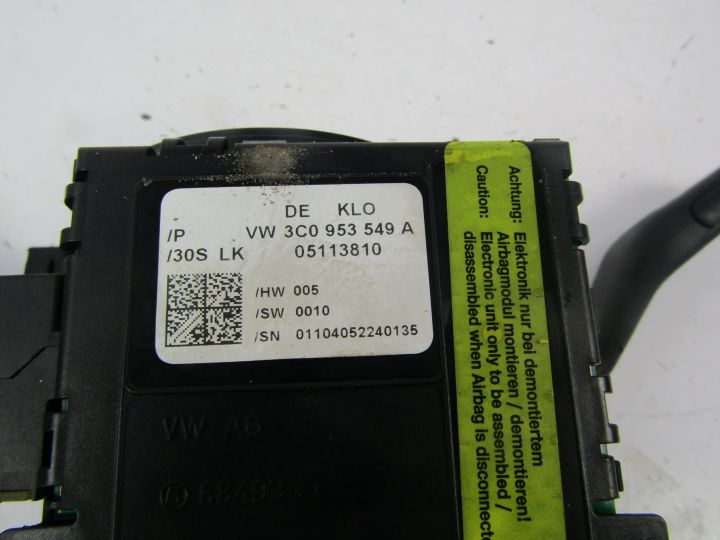 DE KLO
/P VW 3C0 953 549 A
/30S LK 05113810
/HW 005
/SW 0010
/SN 01104052240135
VW AG
Achtung: Elektronik nur bei demontiertem
Airbagmodul montieren / demontieren!
Caution: Electronic unit only to be assembled /
disassembled when Airbag is disconnecte